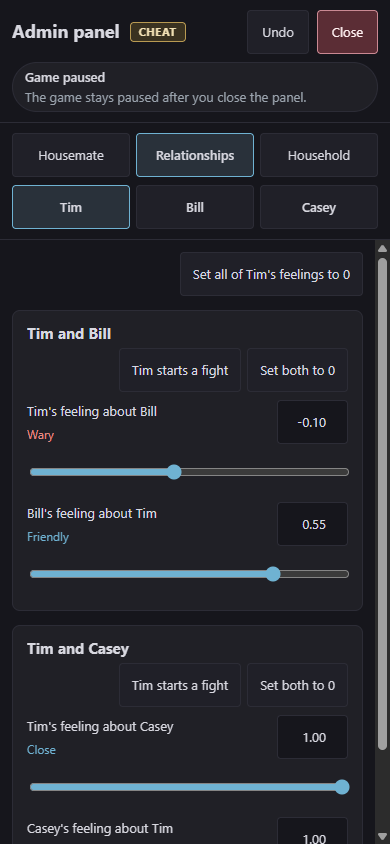 Admin panel CHEAT Undo Close
Game paused
The game stays paused after you close the panel.
Housemate Relationships Household
Tim Bill Casey
Set all of Tim's feelings to 0
Tim and Bill
Tim starts a fight Set both to 0
Tim's feeling about Bill -0.10
Wary
Bill's feeling about Tim 0.55
Friendly
Tim and Casey
Tim starts a fight Set both to 0
Tim's feeling about Casey 1.00
Close
Casey's feeling about Tim 1.00